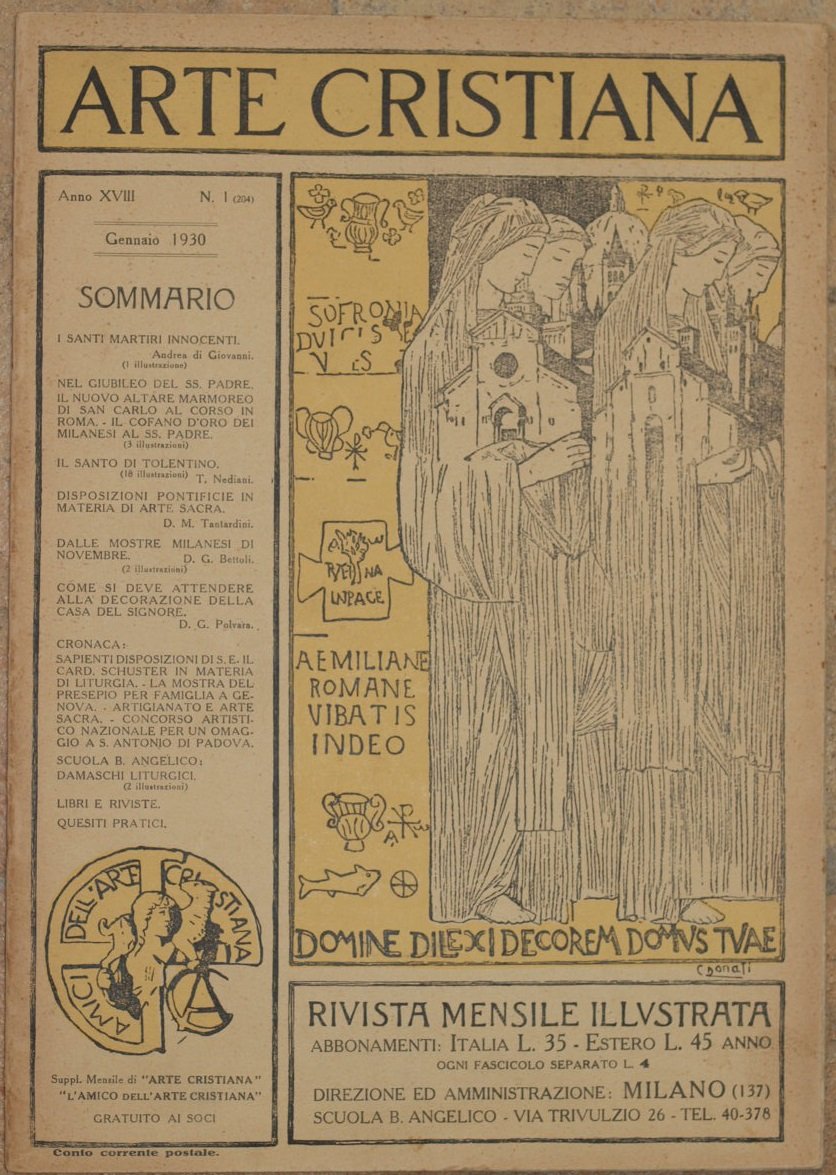 ARTE CRISTIANA
Anno XVIII N. 1 (204)
Gennaio 1930
SOMMARIO
I SANTI MARTIRI INNOCENTI.
Andrea di Giovanni.
(1 illustrazione)
NEL GIUBILEO DEL SS. PADRE.
IL NUOVO ALTARE MARMOREO
DI SAN CARLO AL CORSO IN
ROMA. - IL COFANO D'ORO DEI
MILANESI AL SS. PADRE.
(3 illustrazioni)
IL SANTO DI TOLENTINO.
(18 illustrazioni) T. Nediani.
DISPOSIZIONI PONTIFICIE IN
MATERIA DI ARTE SACRA.
D. M. Tantardini.
DALLE MOSTRE MILANESI DI
NOVEMBRE. D. G. Bettoli.
(2 illustrazioni)
COME SI DEVE ATTENDERE
ALLA DECORAZIONE DELLA
CASA DEL SIGNORE.
D. G. Polvara.
CRONACA:
SAPIENTI DISPOSIZIONI DI S. E. IL
CARD. SCHUSTER IN MATERIA
DI LITURGIA. - LA MOSTRA DEL
PRESEPIO PER FAMIGLIA A GE-
NOVA. - ARTIGIANATO E ARTE
SACRA. - CONCORSO ARTISTI-
CO NAZIONALE PER UN OMAG-
GIO A S. ANTONIO DI PADOVA.
SCUOLA B. ANGELICO:
DAMASCHI LITURGICI.
(2 illustrazioni)
LIBRI E RIVISTE.
QUESITI PRATICI.
AMICI DELL'ARTE CRISTIANA
Suppl. Mensile di "ARTE CRISTIANA"
"L'AMICO DELL'ARTE CRISTIANA"
GRATUITO AI SOCI
Conto corrente postale.
SOFRONIA
INPACE
AEMILIANE
ROMANE
VIBATIS
INDEO
DOMINE DILEXI DECOREM DOMVS TVAE
C Donati
RIVISTA MENSILE ILLVSTRATA
ABBONAMENTI: ITALIA L. 35 - ESTERO L. 45 ANNO
OGNI FASCICOLO SEPARATO L. 4
DIREZIONE ED AMMINISTRAZIONE: MILANO (137)
SCUOLA B. ANGELICO - VIA TRIVULZIO 26 - TEL. 40-378